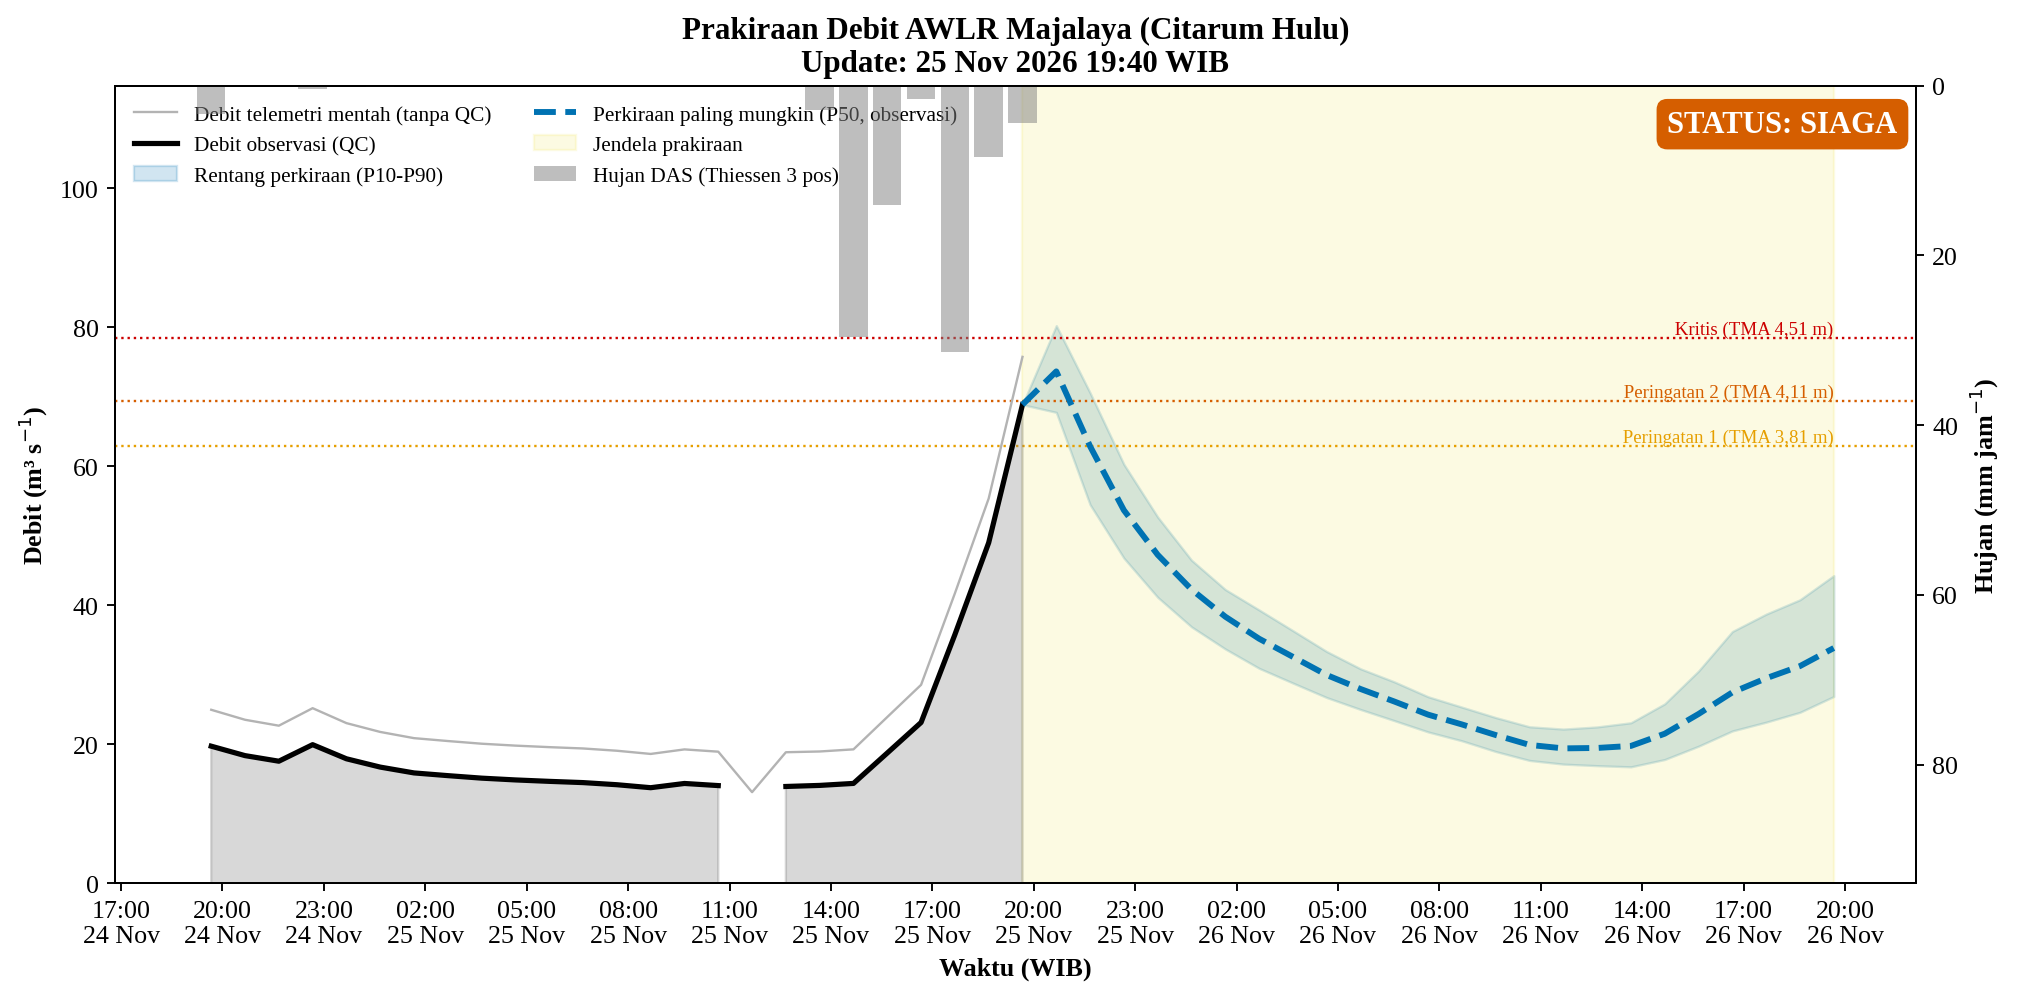 Prakiraan Debit AWLR Majalaya (Citarum Hulu)
Update: 25 Nov 2026 19:40 WIB
Debit telemetri mentah (tanpa QC)
Debit observasi (QC)
Rentang perkiraan (P10-P90)
Perkiraan paling mungkin (P50, observasi)
Jendela prakiraan
Hujan DAS (Thiessen 3 pos)
STATUS: SIAGA
Kritis (TMA 4,51 m)
Peringatan 2 (TMA 4,11 m)
Peringatan 1 (TMA 3,81 m)
Debit (m³ s⁻¹)
100
80
60
40
20
0
0
20
40
60
80
Hujan (mm jam⁻¹)
17:00 20:00 23:00 02:00 05:00 08:00 11:00 14:00 17:00 20:00 23:00 02:00 05:00 08:00 11:00 14:00 17:00 20:00
24 Nov 24 Nov 24 Nov 25 Nov 25 Nov 25 Nov 25 Nov 25 Nov 25 Nov 25 Nov 25 Nov 26 Nov 26 Nov 26 Nov 26 Nov 26 Nov 26 Nov 26 Nov
Waktu (WIB)